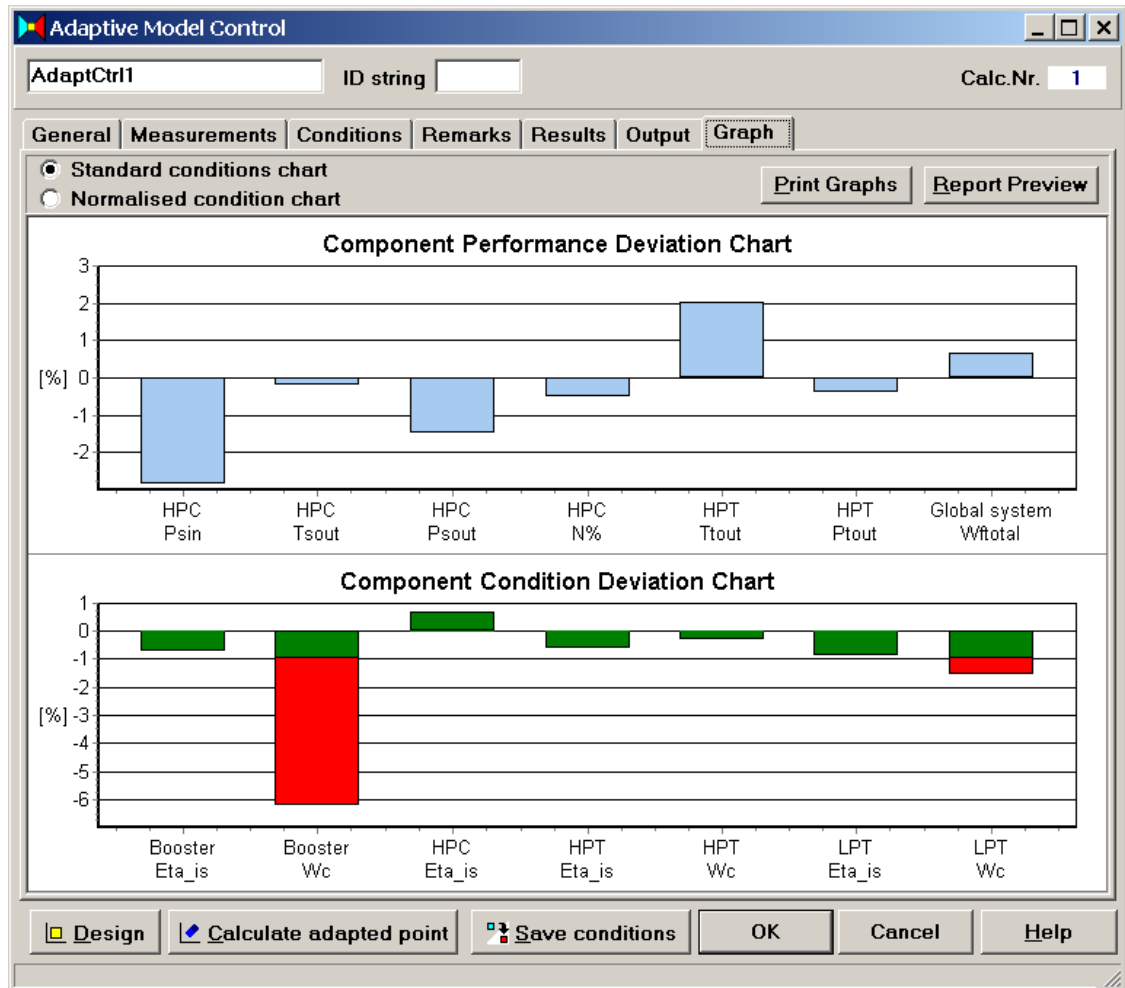 Adaptive Model Control
AdaptCtrl1 ID string Calc.Nr. 1
General Measurements Conditions Remarks Results Output Graph
Standard conditions chart
Normalised condition chart
Print Graphs Report Preview
Component Performance Deviation Chart
3
2
1
[%] 0
-1
-2
HPC HPC HPC HPC HPT HPT Global system
Psin Tsout Psout N% Ttout Ptout Wftotal
Component Condition Deviation Chart
1
0
-1
-2
[%] -3
-4
-5
-6
Booster Booster HPC HPT HPT LPT LPT
Eta_is Wc Eta_is Eta_is Wc Eta_is Wc
Design Calculate adapted point Save conditions OK Cancel Help